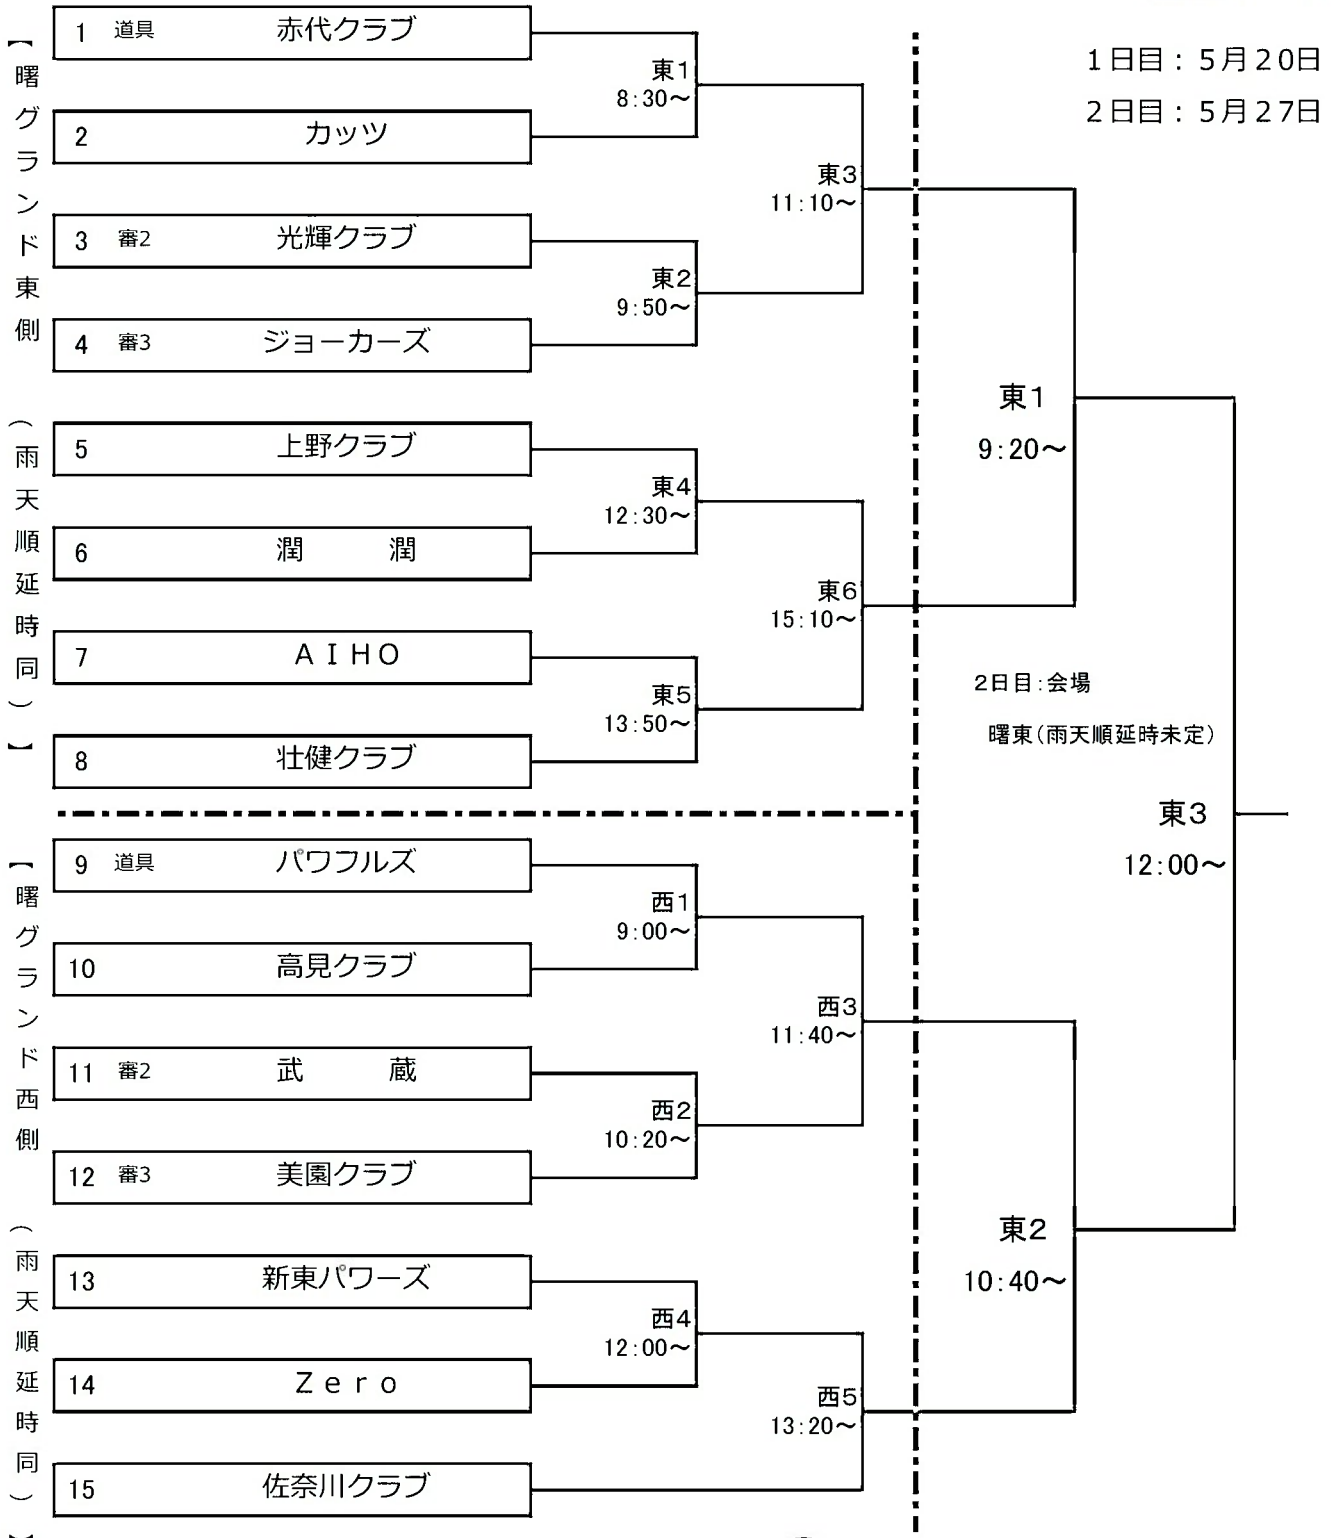 1日目：5月20日
2日目：5月27日
【曙グランド東側
（雨天順延時同）】
1 道具 赤代クラブ
2 カッツ
3 審2 光輝クラブ
4 審3 ジョーカーズ
5 上野クラブ
6 潤 潤
7 AIHO
8 壮健クラブ
東1
8:30～
東2
9:50～
東3
11:10～
東4
12:30～
東5
13:50～
東6
15:10～
東1
9:20～
2日目:会場
曙東(雨天順延時未定)
東3
12:00～
【曙グランド西側
（雨天順延時同）】
9 道具 パワフルズ
10 高見クラブ
11 審2 武 蔵
12 審3 美園クラブ
13 新東パワーズ
14 Zero
15 佐奈川クラブ
西1
9:00～
西2
10:20～
西3
11:40～
西4
12:00～
西5
13:20～
東2
10:40～